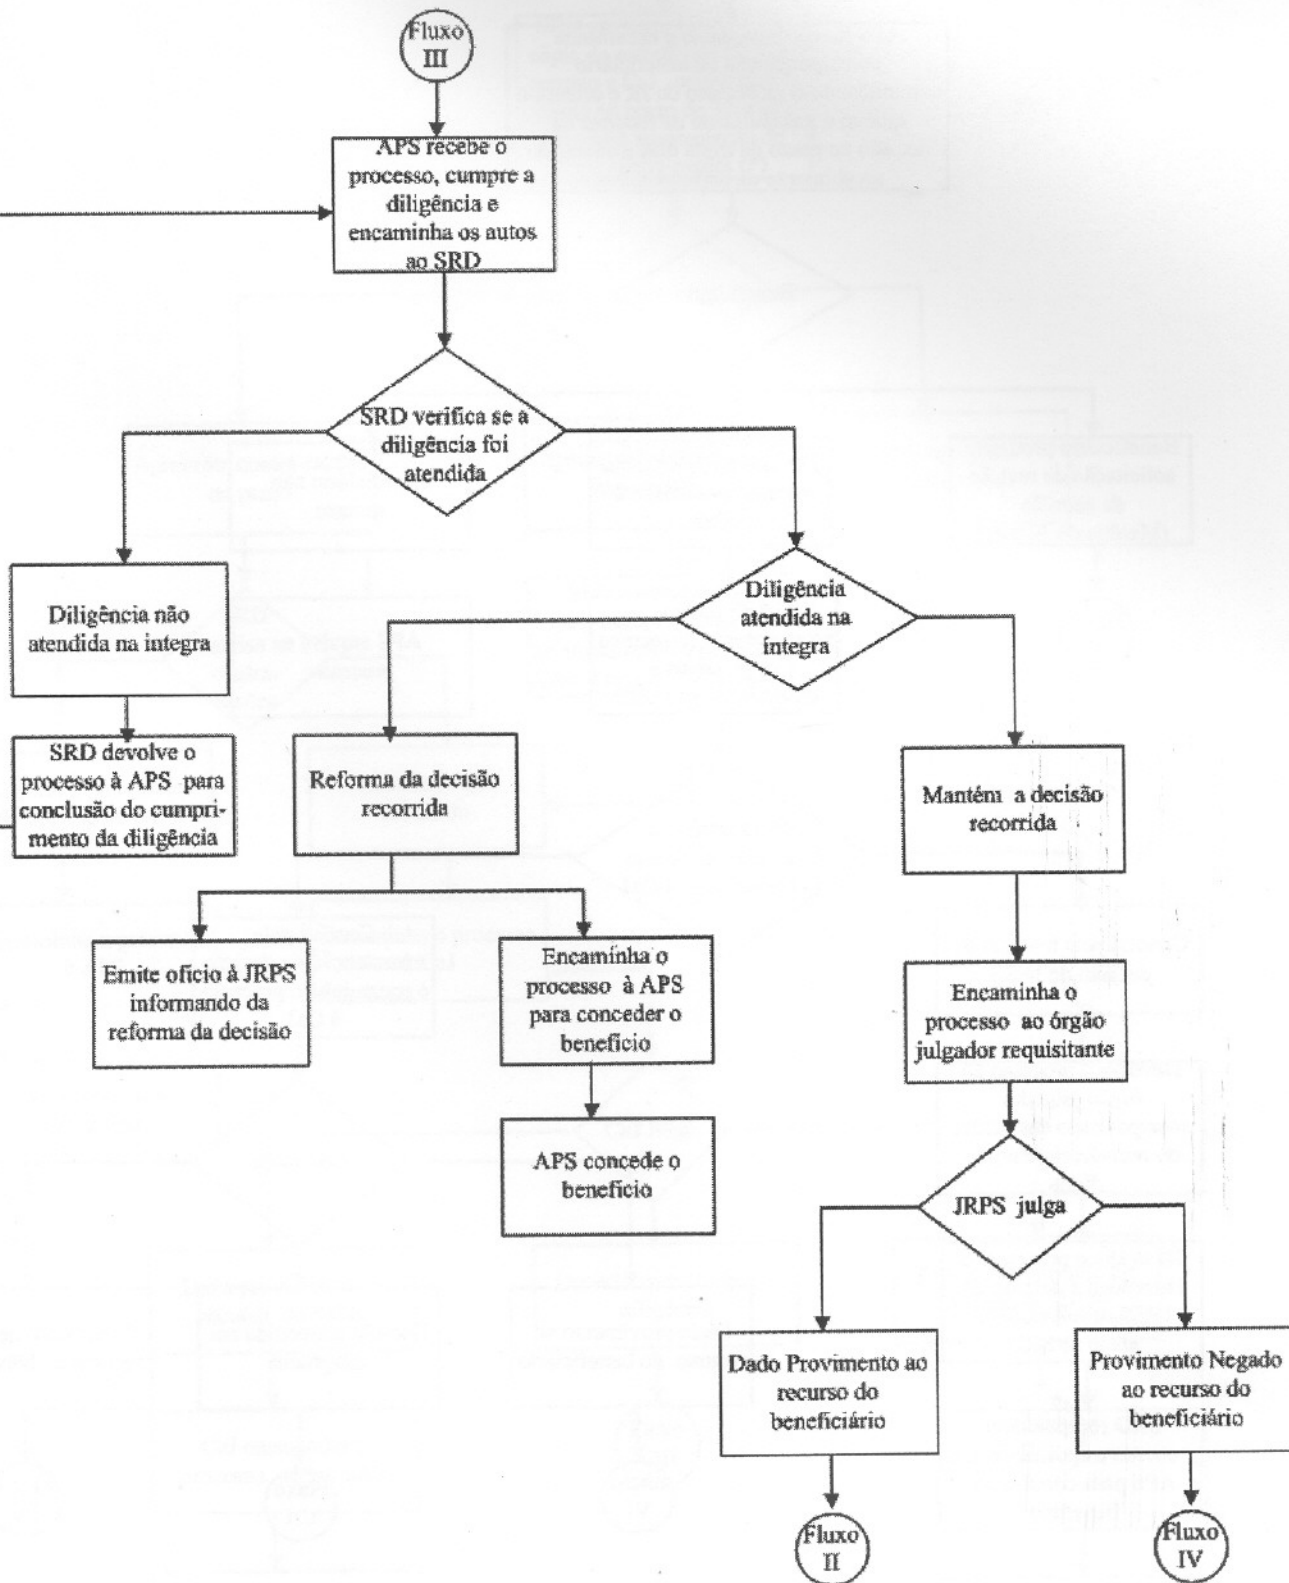 Fluxo
III
APS recebe o
processo, cumpre a
diligência e
encaminha os autos
ao SRD
SRD verifica se a
diligência foi
atendida
Diligência não
atendida na íntegra
Diligência
atendida na
íntegra
SRD devolve o
processo à APS para
conclusão do cumpri-
mento da diligência
Reforma da decisão
recorrida
Mantém a decisão
recorrida
Emite ofício à JRPS
informando da
reforma da decisão
Encaminha o
processo à APS
para conceder o
benefício
Encaminha o
processo ao órgão
julgador requisitante
APS concede o
benefício
JRPS julga
Dado Provimento ao
recurso do
beneficiário
Provimento Negado
ao recurso do
beneficiário
Fluxo
II
Fluxo
IV